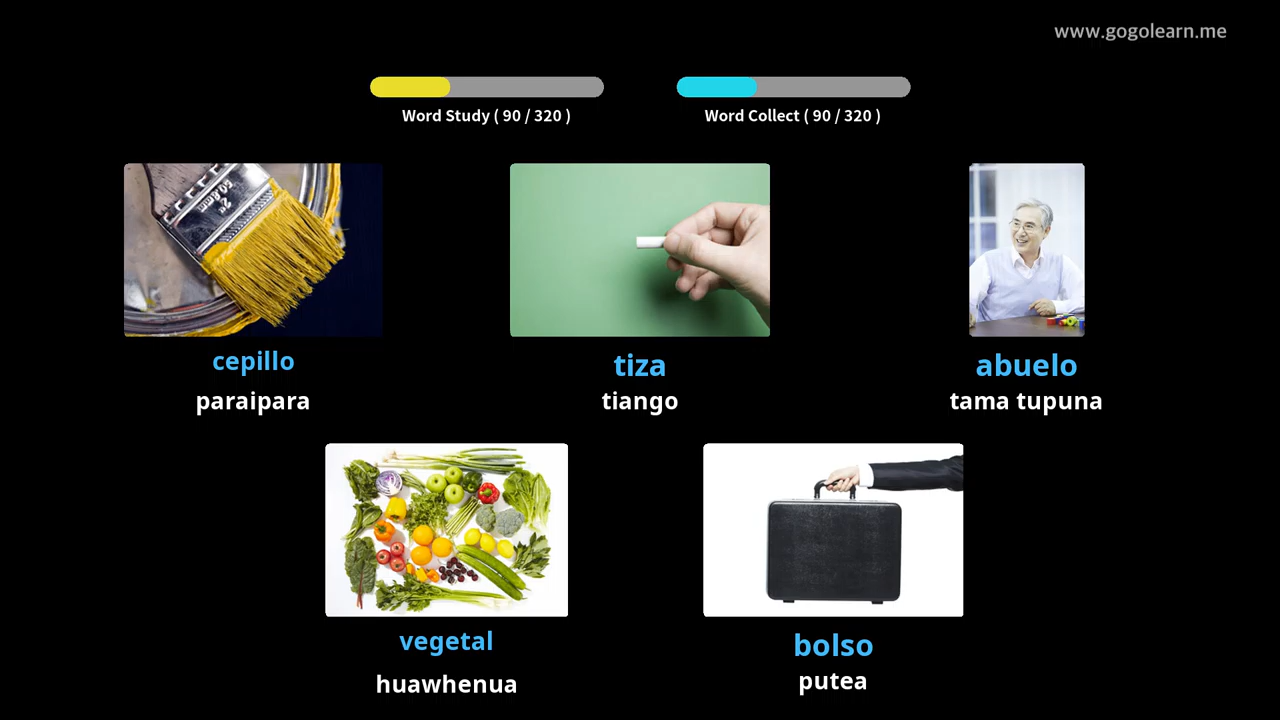 www.gogolearn.me
Word Study ( 90 / 320 )
Word Collect ( 90 / 320 )
cepillo
paraipara
tiza
tiango
abuelo
tama tupuna
vegetal
huawhenua
bolso
putea